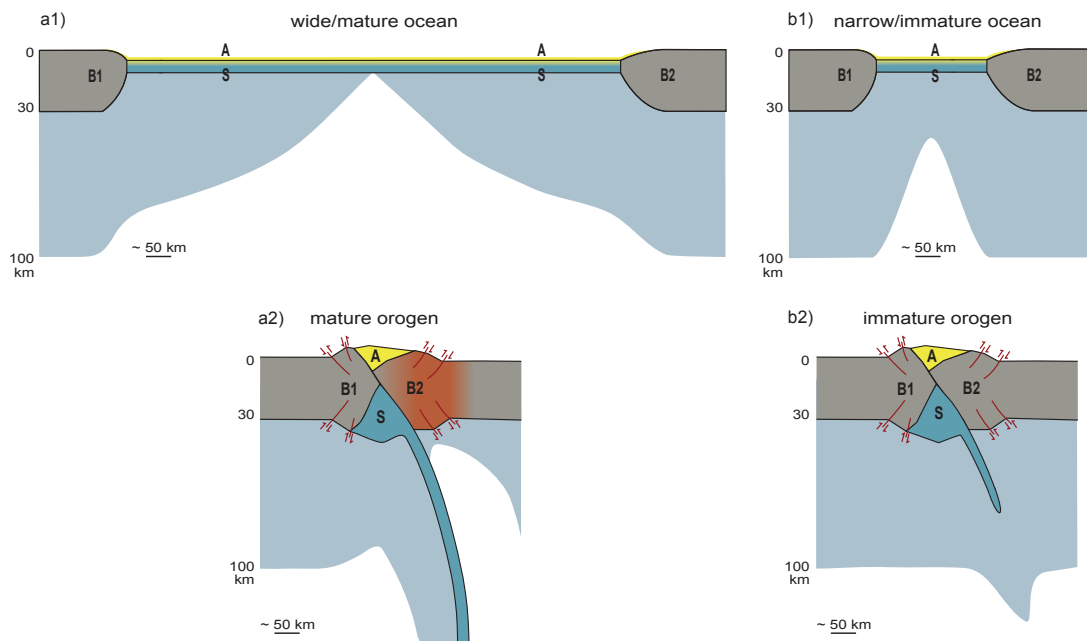 a1) wide/mature ocean
0 A A
B1 S S B2
30
~ 50 km
100
km
b1) narrow/immature ocean
0 A
B1 S B2
30
~ 50 km
100
km
a2) mature orogen
0 A
B1 B2
30 S
100
km
~ 50 km
b2) immature orogen
0 A
B1 B2
30 S
100
km
~ 50 km